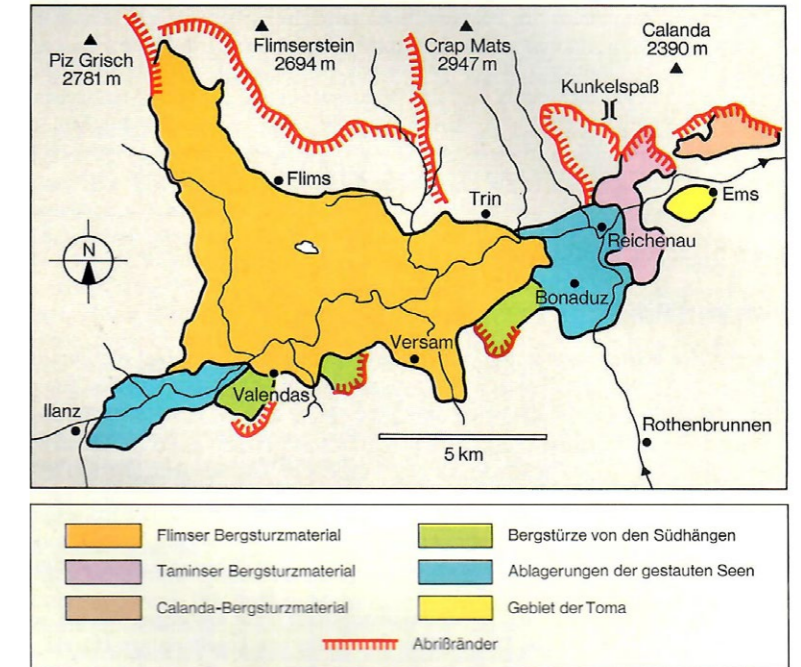 Piz Grisch
2781 m
Flimserstein
2694 m
Crap Mats
2947 m
Calanda
2390 m
Kunkelspaß
Flims
Trin
Ems
Reichenau
N
Bonaduz
Versam
Valendas
Ilanz
Rothenbrunnen
5 km
Flimser Bergsturzmaterial
Bergstürze von den Südhängen
Taminser Bergsturzmaterial
Ablagerungen der gestauten Seen
Calanda-Bergsturzmaterial
Gebiet der Toma
Abrißränder